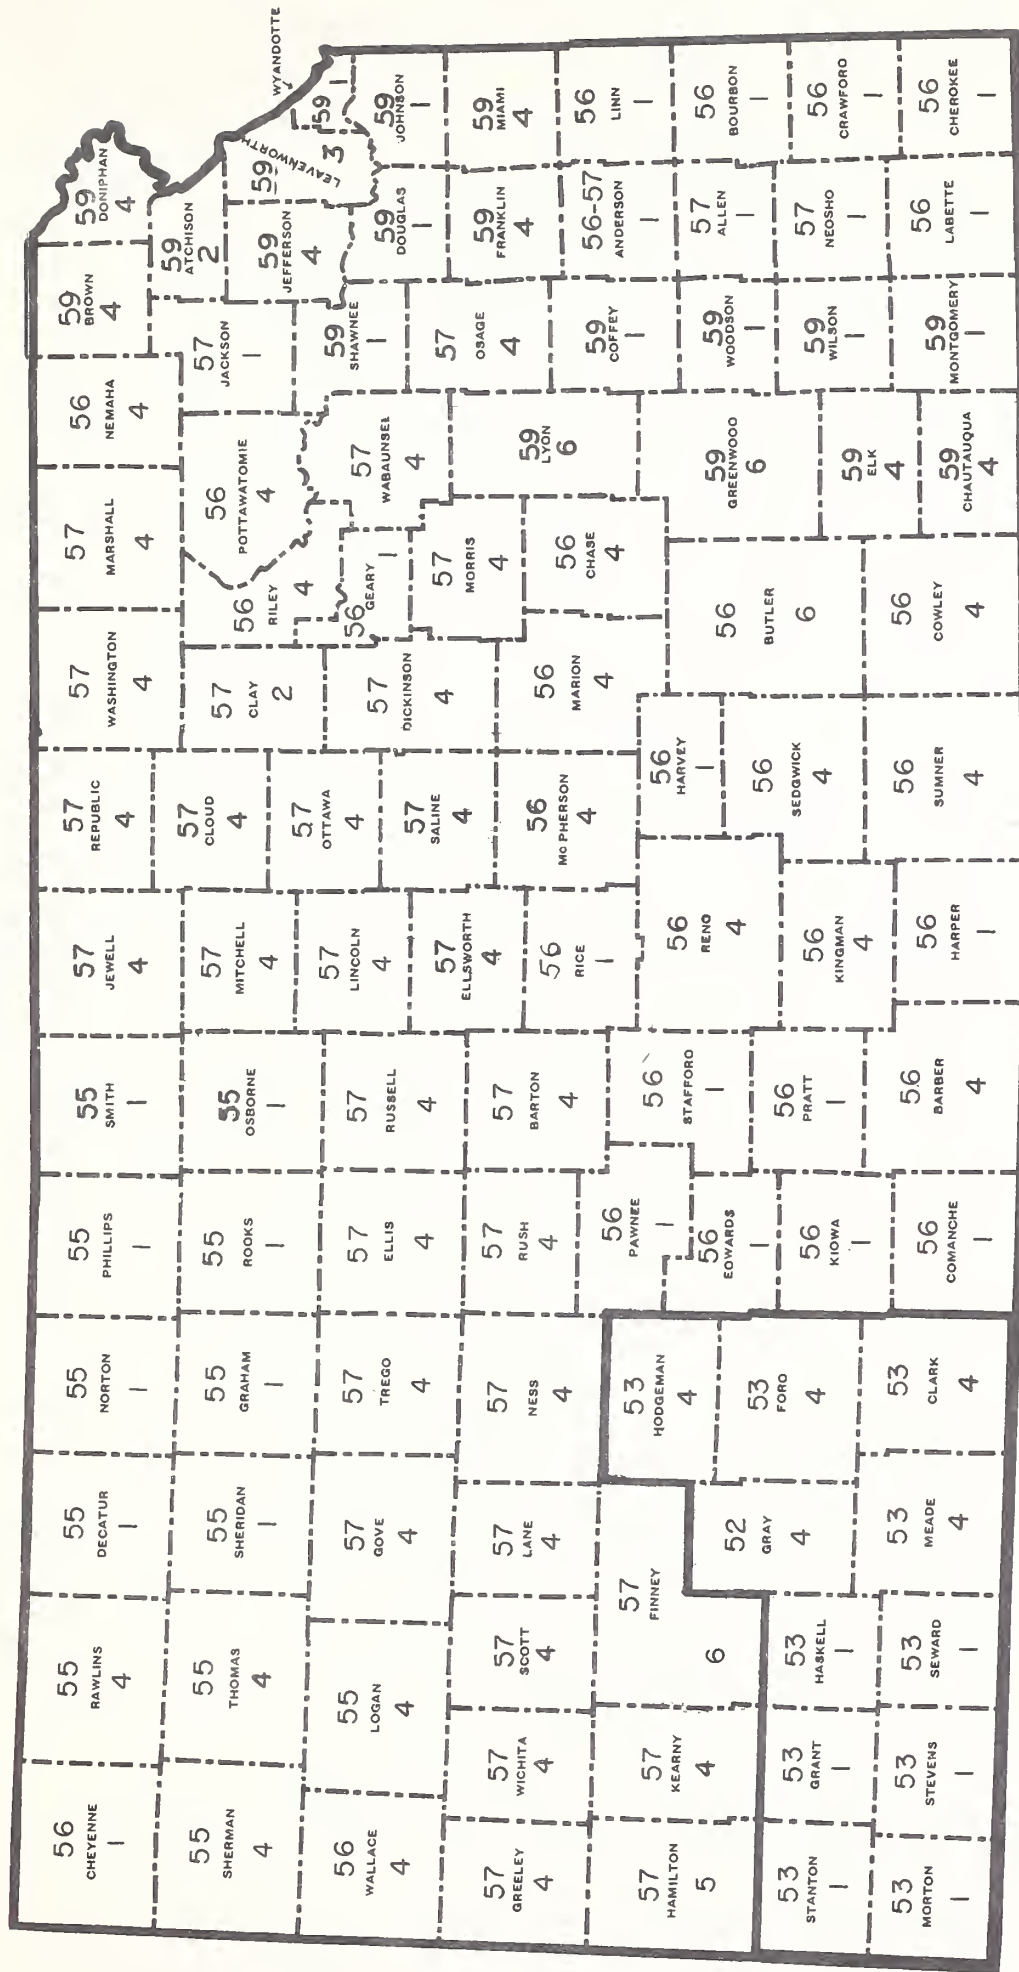 56
CHEYENNE
1
55
RAWLINS
4
55
DECATUR
1
55
NORTON
1
55
PHILLIPS
1
55
SMITH
1
57
JEWELL
4
57
REPUBLIC
4
57
WASHINGTON
4
57
MARSHALL
4
56
NEMAHA
4
59
BROWN
4
59
DONIPHAN
4
55
SHERMAN
4
55
THOMAS
4
55
SHERIDAN
1
55
GRAHAM
1
55
ROOKS
1
55
OSBORNE
1
57
MITCHELL
4
57
CLOUD
4
57
CLAY
2
56
RILEY
4
56
POTTAWATOMIE
4
57
JACKSON
1
59
ATCHISON
2
59
JEFFERSON
4
59
LEAVENWORTH
3
59
1
WYANDOTTE
56
WALLACE
4
55
LOGAN
4
57
GOVE
4
57
TREGO
4
57
ELLIS
4
57
RUSSELL
4
57
LINCOLN
4
57
OTTAWA
4
57
DICKINSON
4
56
GEARY
1
57
WABAUNSEE
4
59
SHAWNEE
1
59
DOUGLAS
1
59
JOHNSON
1
57
GREELEY
4
57
WICHITA
4
57
SCOTT
4
57
LANE
4
57
NESS
4
57
RUSH
4
57
BARTON
4
57
ELLSWORTH
4
57
SALINE
4
57
MORRIS
4
57
OSAGE
4
59
FRANKLIN
4
59
MIAMI
4
56
RICE
1
56
McPHERSON
4
56
MARION
4
56
CHASE
4
59
LYON
6
59
COFFEY
1
56-57
ANDERSON
1
56
LINN
1
57
HAMILTON
5
57
KEARNY
4
57
FINNEY
6
53
HODGEMAN
4
56
PAWNEE
1
56
STAFFORD
1
56
RENO
4
56
HARVEY
1
56
BUTLER
6
59
GREENWOOD
6
59
WOODSON
1
57
ALLEN
1
56
BOURBON
1
52
GRAY
4
53
FORD
4
56
EDWARDS
1
56
PRATT
1
56
KINGMAN
4
56
SEDGWICK
4
59
ELK
4
59
WILSON
1
57
NEOSHO
1
56
CRAWFORD
1
53
STANTON
1
53
GRANT
1
53
HASKELL
1
56
KIOWA
1
53
MORTON
1
53
STEVENS
1
53
SEWARD
1
53
MEADE
4
53
CLARK
4
56
COMANCHE
1
56
BARBER
4
56
HARPER
1
56
SUMNER
4
56
COWLEY
4
59
CHAUTAUQUA
4
59
MONTGOMERY
1
56
LABETTE
1
56
CHEROKEE
1